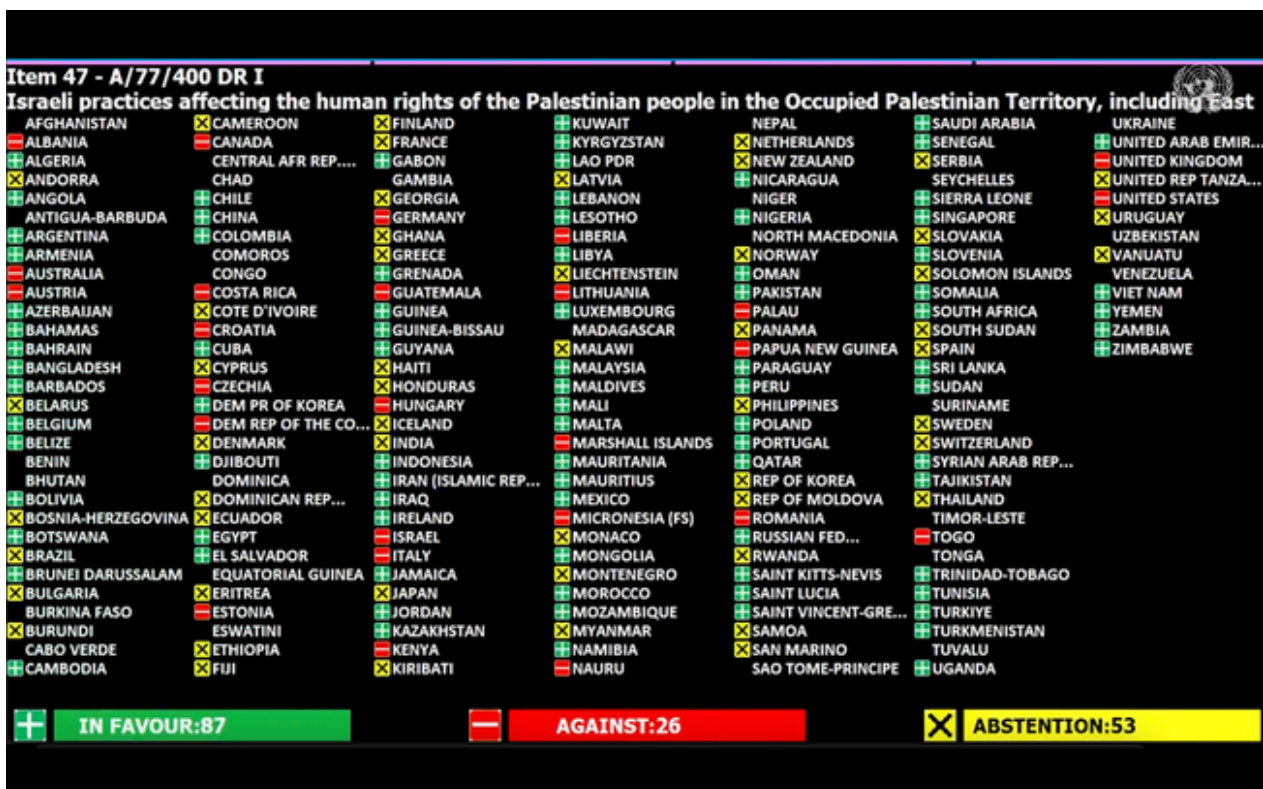 Item 47 - A/77/400 DR I
Israeli practices affecting the human rights of the Palestinian people in the Occupied Palestinian Territory, including East
AFGHANISTAN
ALBANIA
ALGERIA
ANDORRA
ANGOLA
ANTIGUA-BARBUDA
ARGENTINA
ARMENIA
AUSTRALIA
AUSTRIA
AZERBAIJAN
BAHAMAS
BAHRAIN
BANGLADESH
BARBADOS
BELARUS
BELGIUM
BELIZE
BENIN
BHUTAN
BOLIVIA
BOSNIA-HERZEGOVINA
BOTSWANA
BRAZIL
BRUNEI DARUSSALAM
BULGARIA
BURKINA FASO
BURUNDI
CABO VERDE
CAMBODIA
CAMEROON
CANADA
CENTRAL AFR REP....
CHAD
CHILE
CHINA
COLOMBIA
COMOROS
CONGO
COSTA RICA
COTE D'IVOIRE
CROATIA
CUBA
CYPRUS
CZECHIA
DEM PR OF KOREA
DEM REP OF THE CO...
DENMARK
DJIBOUTI
DOMINICA
DOMINICAN REP...
ECUADOR
EGYPT
EL SALVADOR
EQUATORIAL GUINEA
ERITREA
ESTONIA
ESWATINI
ETHIOPIA
FIJI
FINLAND
FRANCE
GABON
GAMBIA
GEORGIA
GERMANY
GHANA
GREECE
GRENADA
GUATEMALA
GUINEA
GUINEA-BISSAU
GUYANA
HAITI
HONDURAS
HUNGARY
ICELAND
INDIA
INDONESIA
IRAN (ISLAMIC REP...
IRAQ
IRELAND
ISRAEL
ITALY
JAMAICA
JAPAN
JORDAN
KAZAKHSTAN
KENYA
KIRIBATI
KUWAIT
KYRGYZSTAN
LAO PDR
LATVIA
LEBANON
LESOTHO
LIBERIA
LIBYA
LIECHTENSTEIN
LITHUANIA
LUXEMBOURG
MADAGASCAR
MALAWI
MALAYSIA
MALDIVES
MALI
MALTA
MARSHALL ISLANDS
MAURITANIA
MAURITIUS
MEXICO
MICRONESIA (FS)
MONACO
MONGOLIA
MONTENEGRO
MOROCCO
MOZAMBIQUE
MYANMAR
NAMIBIA
NAURU
NEPAL
NETHERLANDS
NEW ZEALAND
NICARAGUA
NIGER
NIGERIA
NORTH MACEDONIA
NORWAY
OMAN
PAKISTAN
PALAU
PANAMA
PAPUA NEW GUINEA
PARAGUAY
PERU
PHILIPPINES
POLAND
PORTUGAL
QATAR
REP OF KOREA
REP OF MOLDOVA
ROMANIA
RUSSIAN FED...
RWANDA
SAINT KITTS-NEVIS
SAINT LUCIA
SAINT VINCENT-GRE...
SAMOA
SAN MARINO
SAO TOME-PRINCIPE
SAUDI ARABIA
SENEGAL
SERBIA
SEYCHELLES
SIERRA LEONE
SINGAPORE
SLOVAKIA
SLOVENIA
SOLOMON ISLANDS
SOMALIA
SOUTH AFRICA
SOUTH SUDAN
SPAIN
SRI LANKA
SUDAN
SURINAME
SWEDEN
SWITZERLAND
SYRIAN ARAB REP...
TAJIKISTAN
THAILAND
TIMOR-LESTE
TOGO
TONGA
TRINIDAD-TOBAGO
TUNISIA
TURKIYE
TURKMENISTAN
TUVALU
UGANDA
UKRAINE
UNITED ARAB EMIR...
UNITED KINGDOM
UNITED REP TANZA...
UNITED STATES
URUGUAY
UZBEKISTAN
VANUATU
VENEZUELA
VIET NAM
YEMEN
ZAMBIA
ZIMBABWE
IN FAVOUR:87
AGAINST:26
ABSTENTION:53